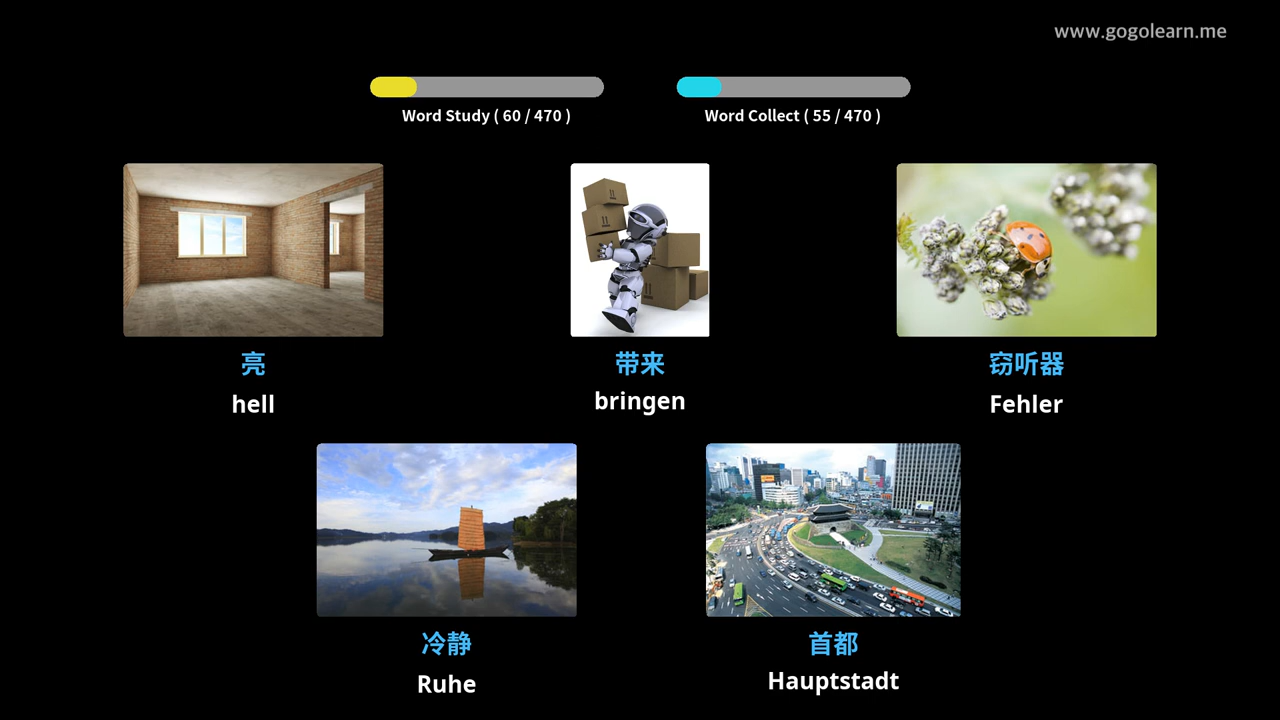 www.gogolearn.me
Word Study ( 60 / 470 )
Word Collect ( 55 / 470 )
亮
hell
带来
bringen
窃听器
Fehler
冷静
Ruhe
首都
Hauptstadt